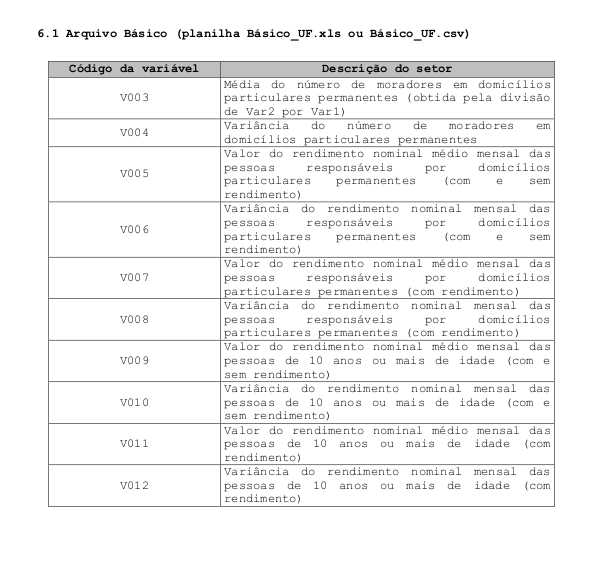 6.1 Arquivo Básico (planilha Básico_UF.xls ou Básico_UF.csv)
Código da variável Descrição do setor
V003
Média do número de moradores em domicílios
particulares permanentes (obtida pela divisão
de Var2 por Var1)
V004
Variância do número de moradores em
domicílios particulares permanentes
V005
Valor do rendimento nominal médio mensal das
pessoas responsáveis por domicílios
particulares permanentes (com e sem
rendimento)
V006
Variância do rendimento nominal mensal das
pessoas responsáveis por domicílios
particulares permanentes (com e sem
rendimento)
V007
Valor do rendimento nominal médio mensal das
pessoas responsáveis por domicílios
particulares permanentes (com rendimento)
V008
Variância do rendimento nominal mensal das
pessoas responsáveis por domicílios
particulares permanentes (com rendimento)
V009
Valor do rendimento nominal médio mensal das
pessoas de 10 anos ou mais de idade (com e
sem rendimento)
V010
Variância do rendimento nominal mensal das
pessoas de 10 anos ou mais de idade (com e
sem rendimento)
V011
Valor do rendimento nominal médio mensal das
pessoas de 10 anos ou mais de idade (com
rendimento)
V012
Variância do rendimento nominal mensal das
pessoas de 10 anos ou mais de idade (com
rendimento)